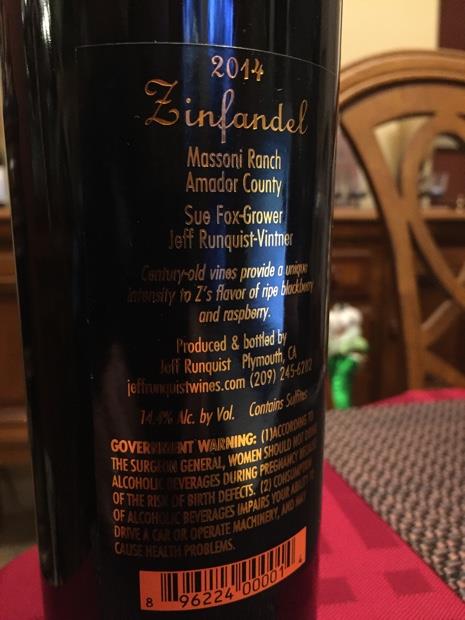 2014
Zinfandel
Massoni Ranch
Amador County
Sue Fox-Grower
Jeff Runquist-Vintner
Century-old vines provide a unique
intensity to Z's flavor of ripe blackberry
and raspberry.
Produced & bottled by
Jeff Runquist Plymouth, CA
jeffrunquistwines.com (209) 245-6282
14.4% Alc. by Vol. Contains Sulfites
GOVERNMENT WARNING: (1)ACCORDING TO
THE SURGEON GENERAL, WOMEN SHOULD NOT DRINK
ALCOHOLIC BEVERAGES DURING PREGNANCY BECAUSE
OF THE RISK OF BIRTH DEFECTS. (2) CONSUMPTION
OF ALCOHOLIC BEVERAGES IMPAIRS YOUR ABILITY TO
DRIVE A CAR OR OPERATE MACHINERY, AND MAY
CAUSE HEALTH PROBLEMS.
8 96224 00001 4